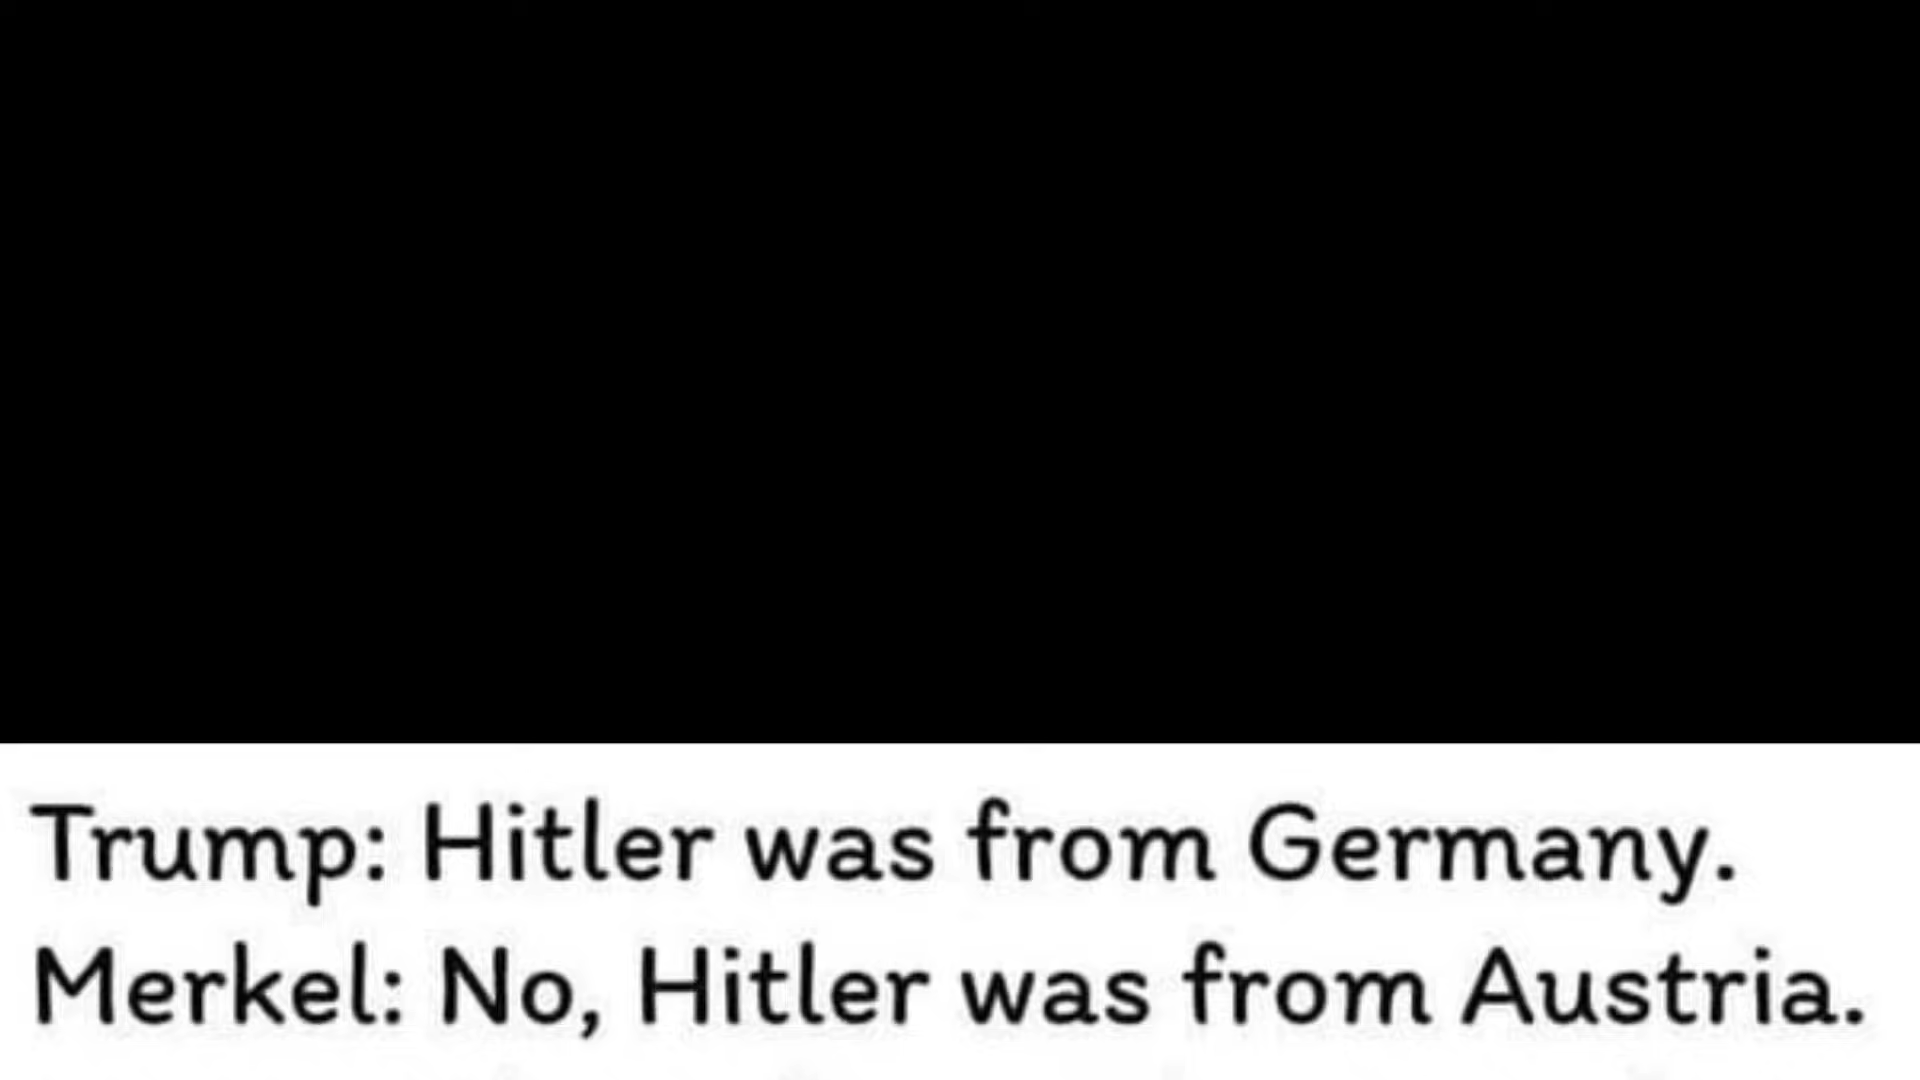 Trump: Hitler was from Germany.
Merkel: No, Hitler was from Austria.